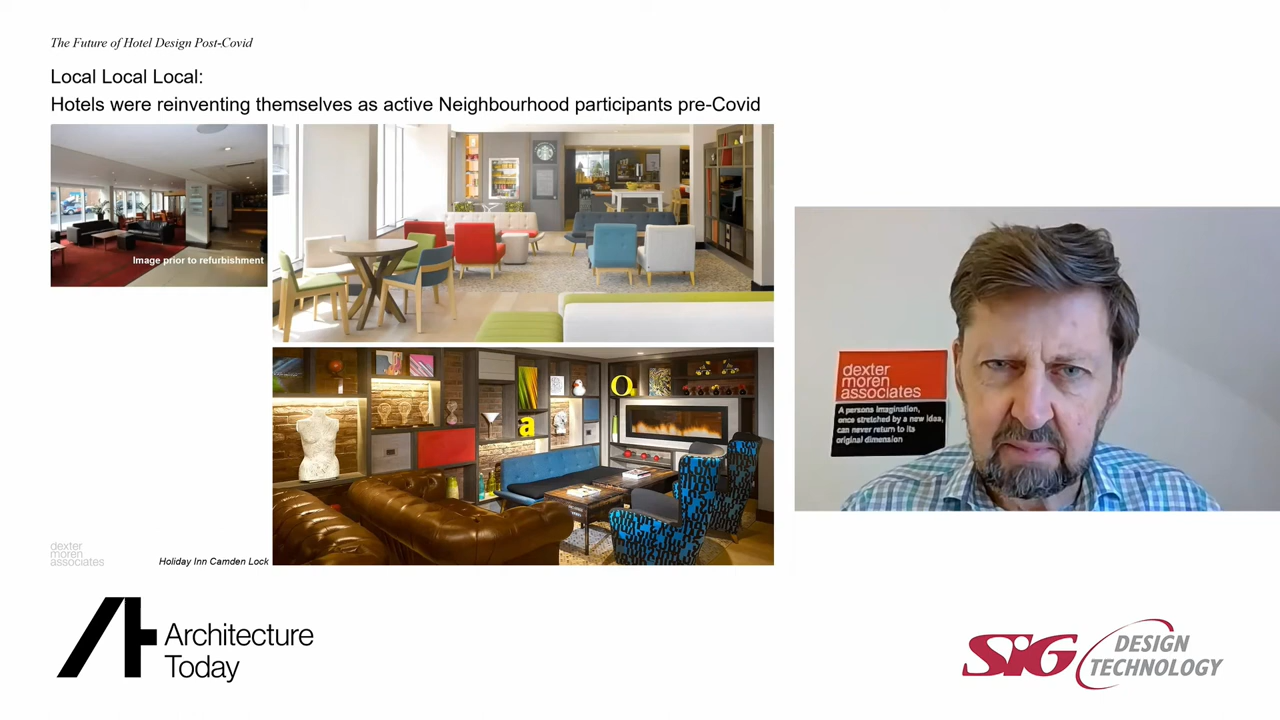 The Future of Hotel Design Post-Covid
Local Local Local:
Hotels were reinventing themselves as active Neighbourhood participants pre-Covid
Image prior to refurbishment
O
a
dexter
moren
associates
A persons imagination,
once stretched by a new idea,
can never return to its
original dimension
dexter
moren
associates
Holiday Inn Camden Lock
Architecture
Today
SIG DESIGN
TECHNOLOGY